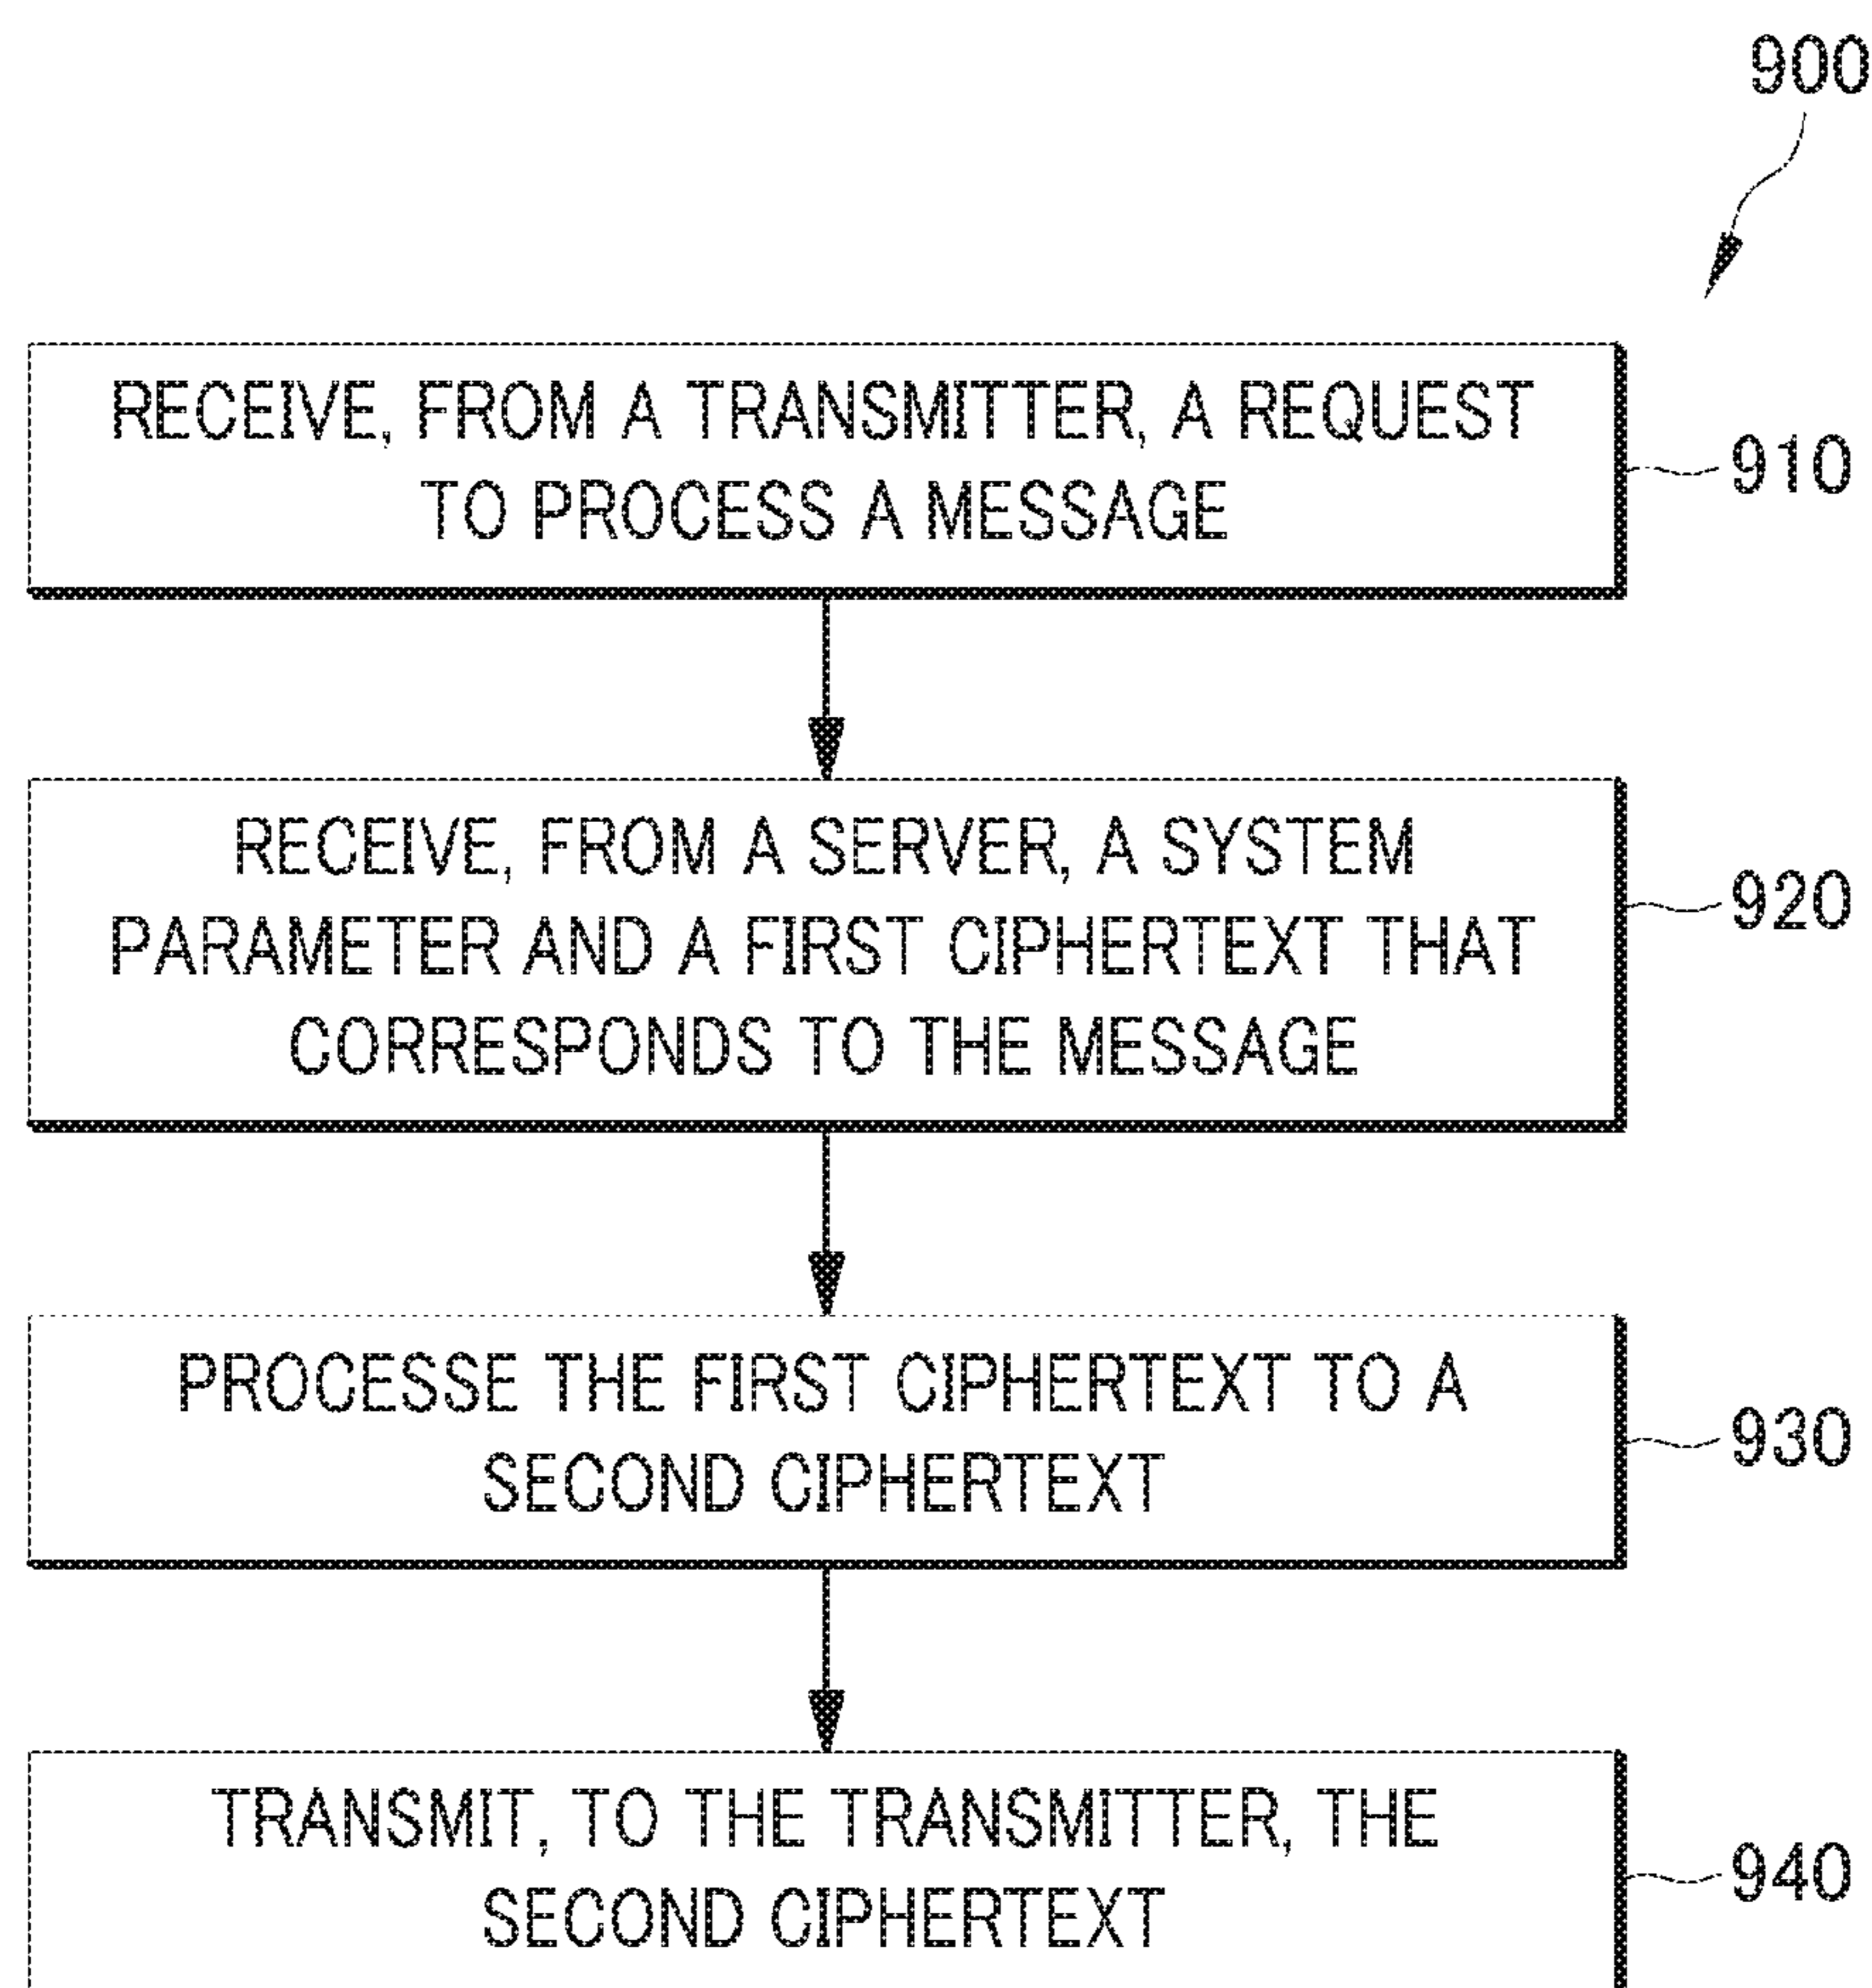 900
RECEIVE, FROM A TRANSMITTER, A REQUEST
TO PROCESS A MESSAGE
910
RECEIVE, FROM A SERVER, A SYSTEM
PARAMETER AND A FIRST CIPHERTEXT THAT
CORRESPONDS TO THE MESSAGE
920
PROCESSE THE FIRST CIPHERTEXT TO A
SECOND CIPHERTEXT
930
TRANSMIT, TO THE TRANSMITTER, THE
SECOND CIPHERTEXT
940